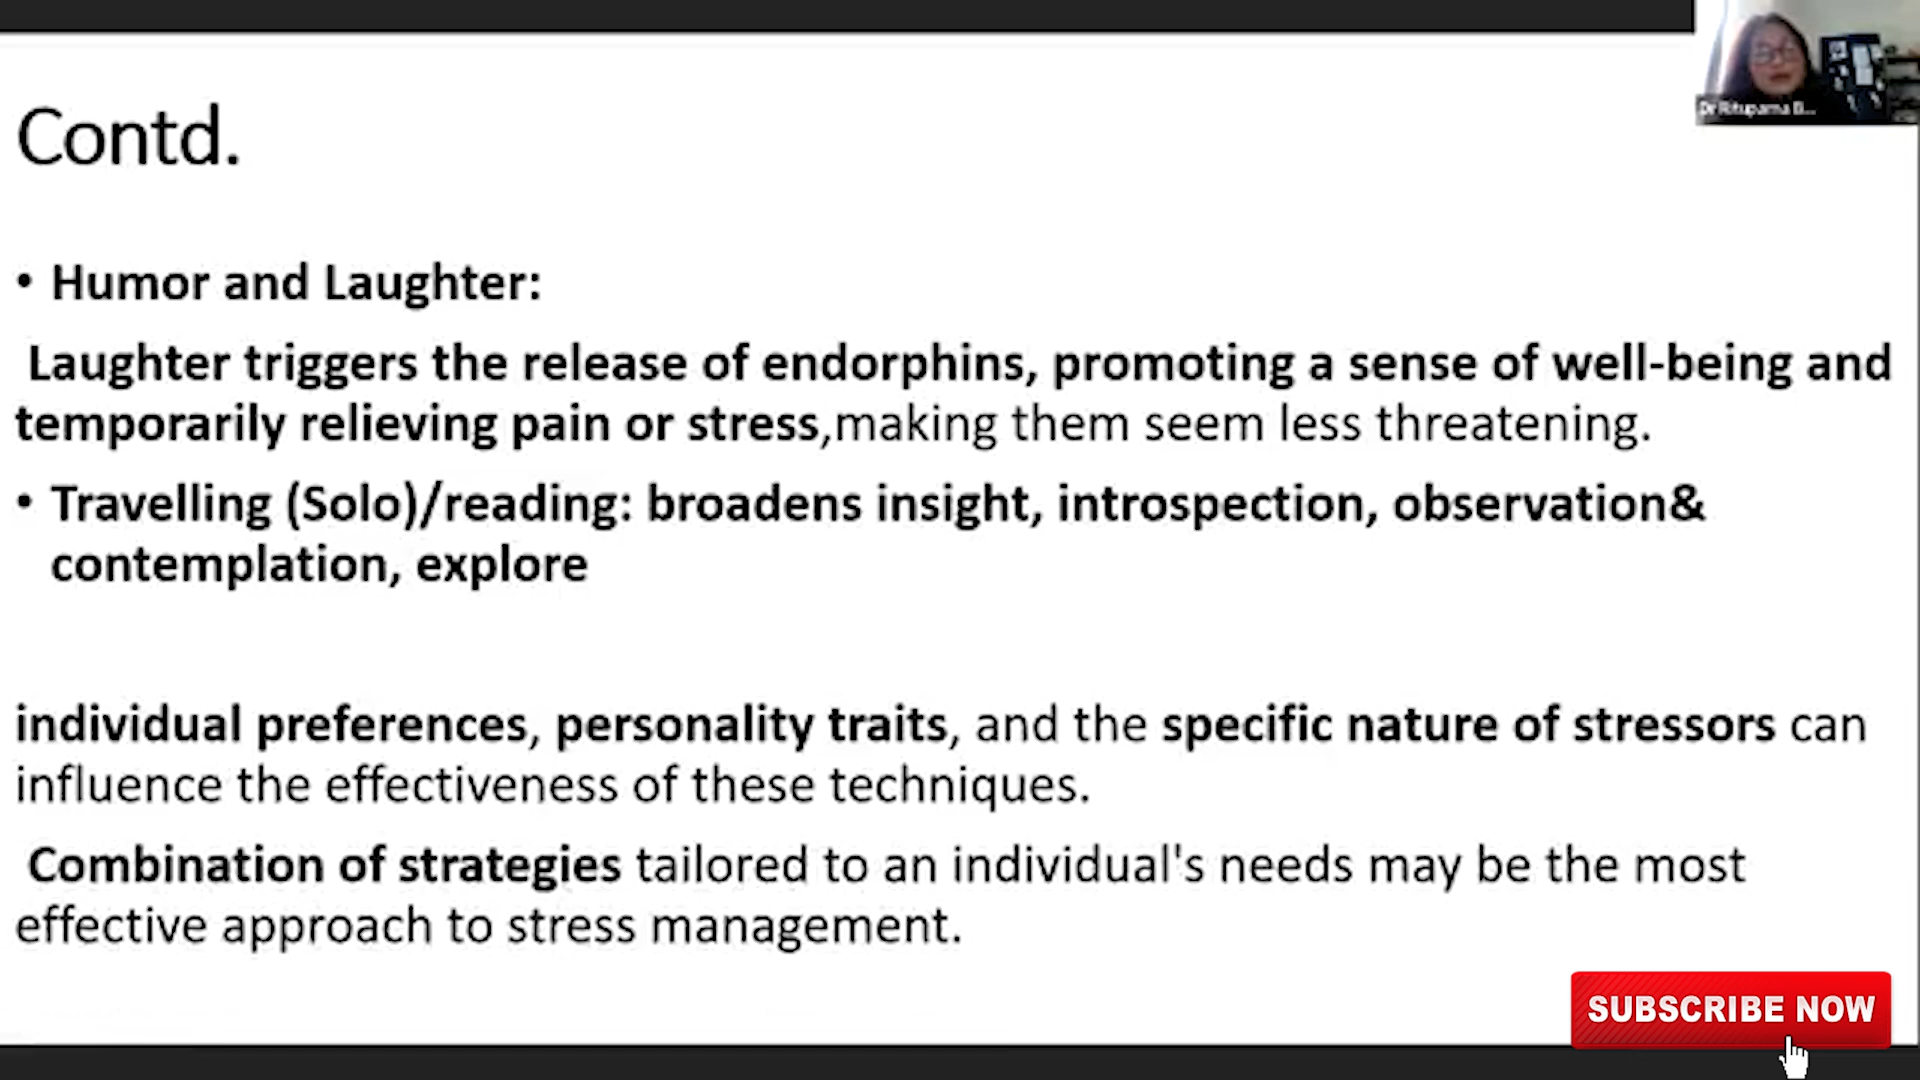 Contd.
• Humor and Laughter:
Laughter triggers the release of endorphins, promoting a sense of well-being and
temporarily relieving pain or stress,making them seem less threatening.
• Travelling (Solo)/reading: broadens insight, introspection, observation&
contemplation, explore
individual preferences, personality traits, and the specific nature of stressors can
influence the effectiveness of these techniques.
Combination of strategies tailored to an individual's needs may be the most
effective approach to stress management.
Dr Rituparna B...
SUBSCRIBE NOW